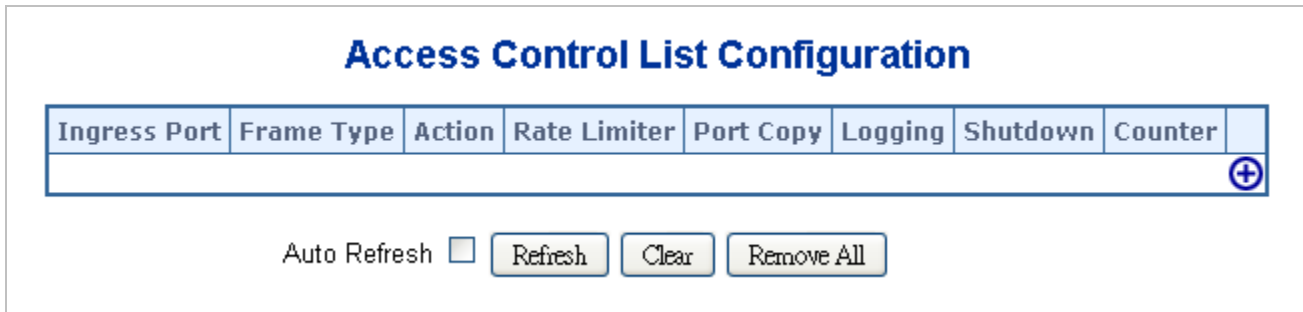 Access Control List Configuration
Ingress Port Frame Type Action Rate Limiter Port Copy Logging Shutdown Counter
Auto Refresh Refresh Clear Remove All